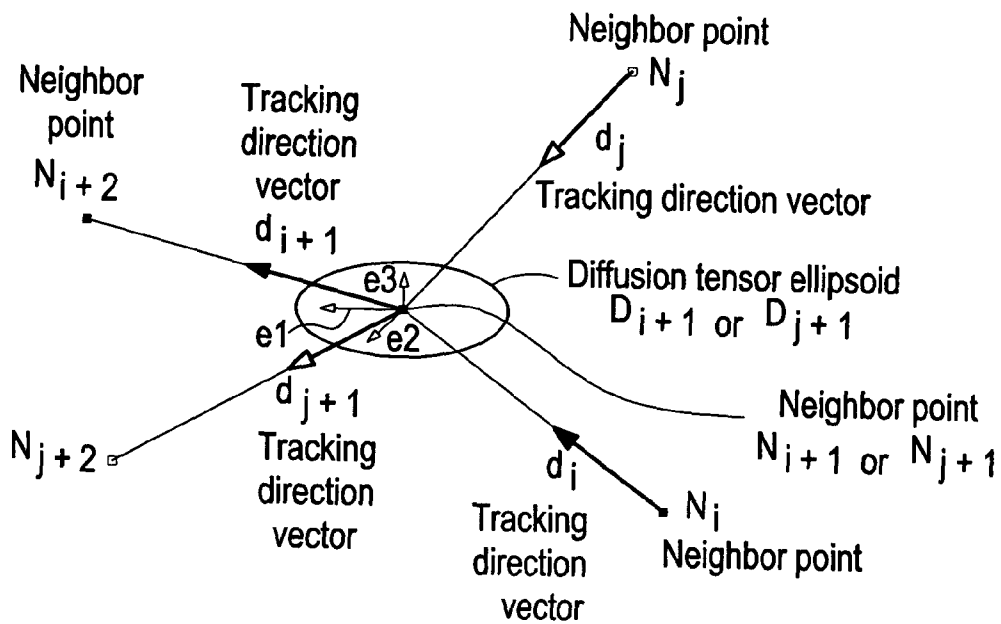 Neighbor point
N j
Neighbor
point
N i + 2
Tracking
direction
vector
d i + 1
d j
Tracking direction vector
e3
Diffusion tensor ellipsoid
D i + 1 or D j + 1
e1
e2
d j + 1
Tracking
direction
vector
N j + 2
Neighbor point
N i + 1 or N j + 1
d i
Tracking
direction
vector
N i
Neighbor point